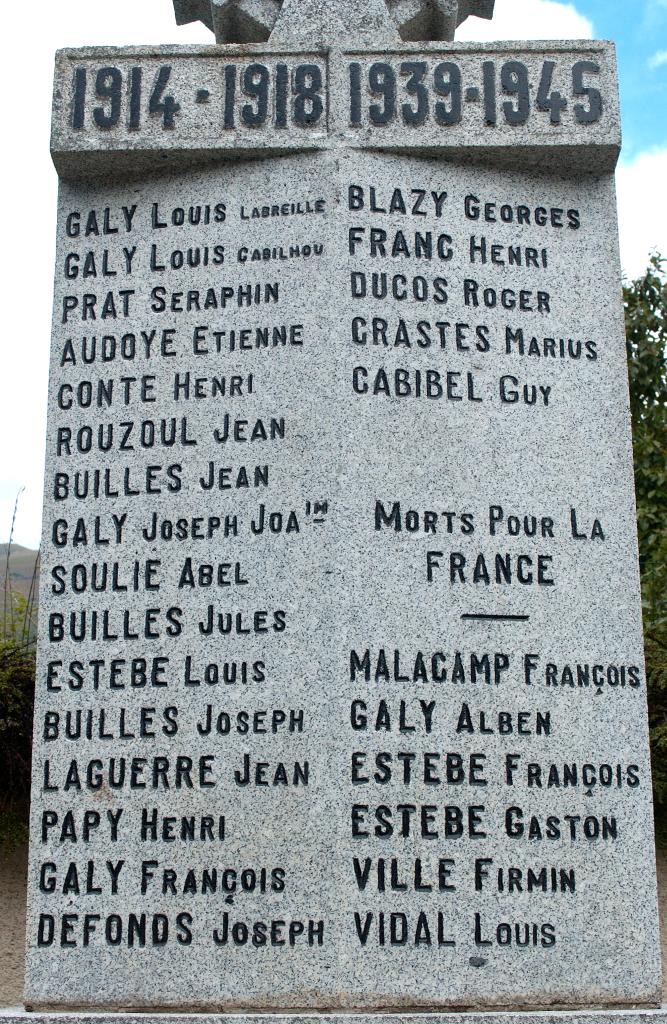 1914 · 1918
GALY LOUIS LABREILLE
GALY LOUIS CABILHOU
PRAT SERAPHIN
AUDOYE ETIENNE
CONTE HENRI
ROUZOUL JEAN
BUILLES JEAN
GALY JOSEPH JOAIM
SOULIE ABEL
BUILLES JULES
ESTEBE LOUIS
BUILLES JOSEPH
LAGUERRE JEAN
PAPY HENRI
GALY FRANÇOIS
DEFONDS JOSEPH
1939-1945
BLAZY GEORGES
FRANC HENRI
DUCOS ROGER
CRASTES MARIUS
CABIBEL GUY
MORTS POUR LA
FRANCE
MALACAMP FRANÇOIS
GALY ALBEN
ESTEBE FRANÇOIS
ESTEBE GASTON
VILLE FIRMIN
VIDAL LOUIS